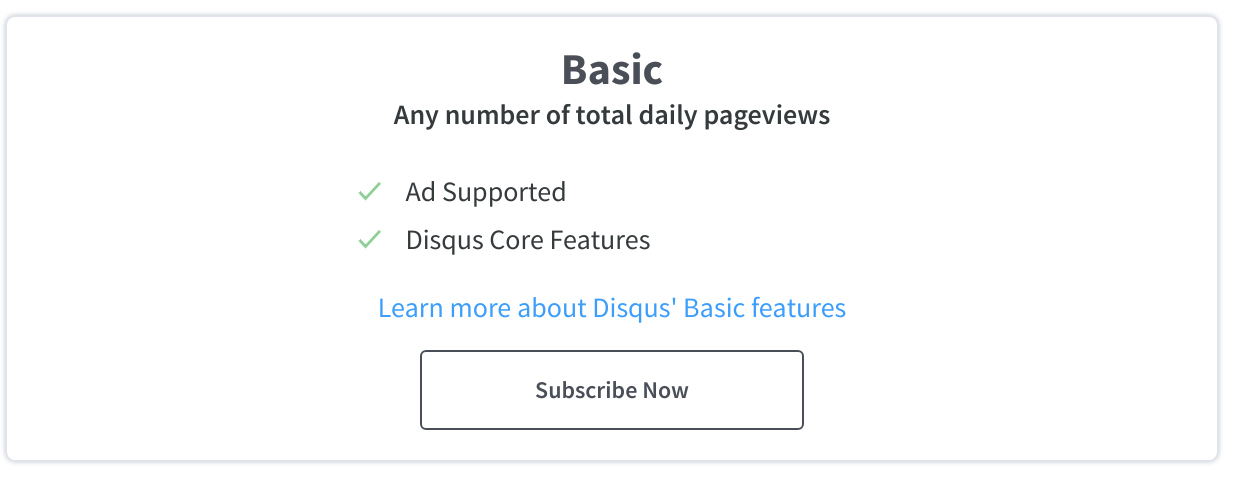 Basic
Any number of total daily pageviews
Ad Supported
Disqus Core Features
Learn more about Disqus' Basic features
Subscribe Now